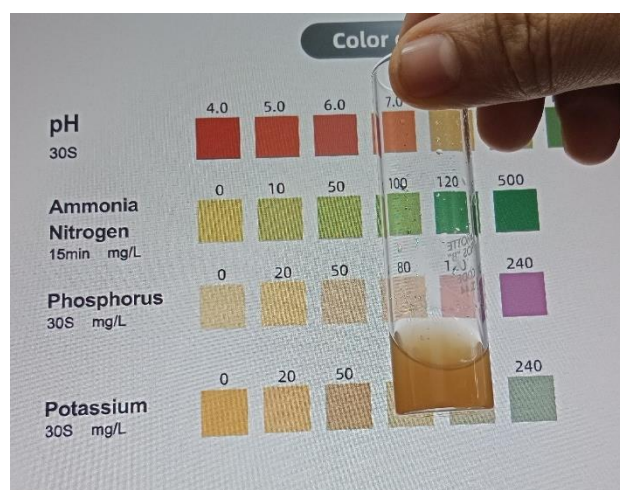 Color
pH
30S
4.0 5.0 6.0 7.0
Ammonia
Nitrogen
15min mg/L
0 10 50 100 120 500
Phosphorus
30S mg/L
0 20 50 80 240
Potassium
30S mg/L
0 20 50 240